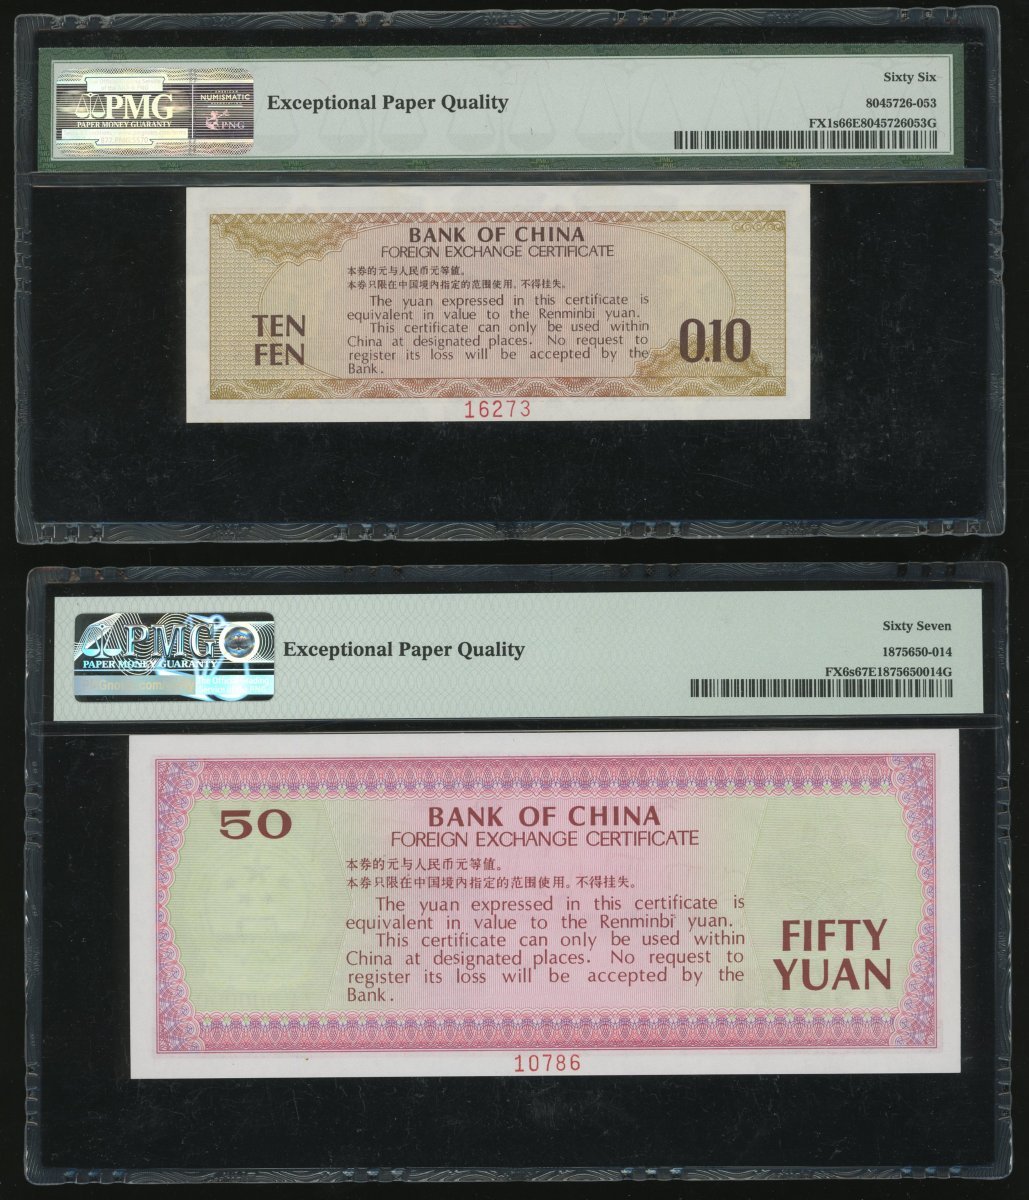 PMG
PAPER MONEY GUARANTY
AMERICAN
NUMISMATIC
PNG
Exceptional Paper Quality
Sixty Six
8045726-053
FX1s66E8045726053G
BANK OF CHINA
FOREIGN EXCHANGE CERTIFICATE
本券的元与人民币元等值。
本券只限在中国境内指定的范围使用。不得挂失。
The yuan expressed in this certificate is
equivalent in value to the Renminbi yuan.
This certificate can only be used within
China at designated places. No request to
register its loss will be accepted by the
Bank.
TEN
FEN
0.10
16273
PMG
PAPER MONEY GUARANTY
Exceptional Paper Quality
Sixty Seven
1875650-014
FX6s67E1875650014G
50
BANK OF CHINA
FOREIGN EXCHANGE CERTIFICATE
本券的元与人民币元等值。
本券只限在中国境内指定的范围使用。不得挂失。
The yuan expressed in this certificate is
equivalent in value to the Renminbi yuan.
This certificate can only be used within
China at designated places. No request to
register its loss will be accepted by the
Bank.
FIFTY
YUAN
10786